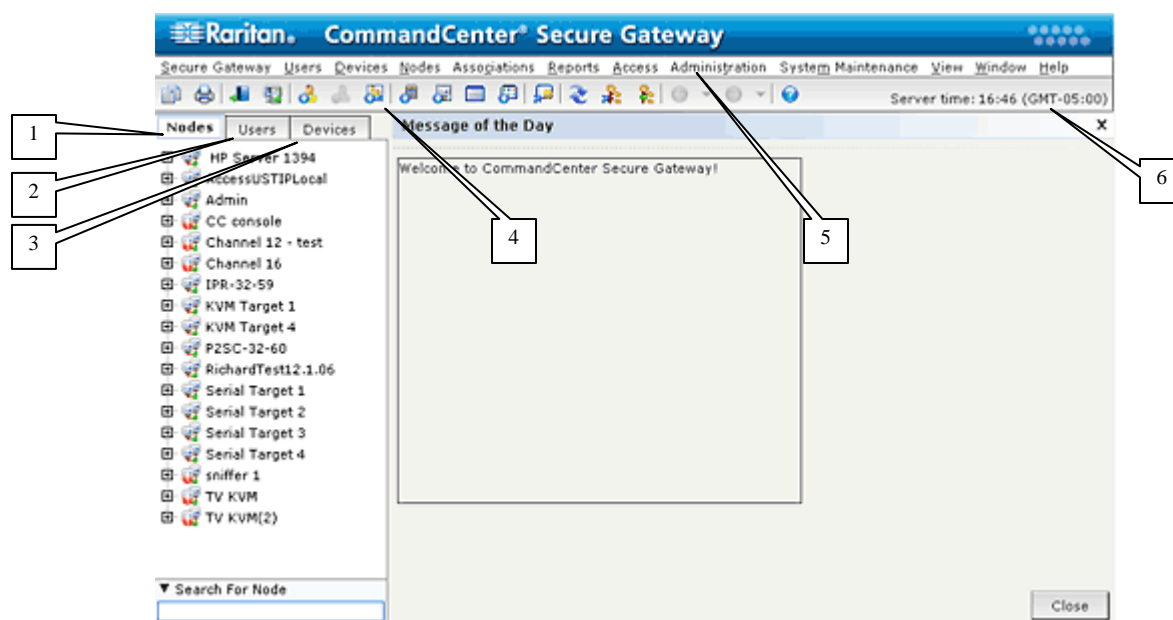 Raritan. CommandCenter® Secure Gateway
Secure Gateway Users Devices Nodes Associations Reports Access Administration System Maintenance View Window Help
Server time: 16:46 (GMT-05:00)
Nodes Users Devices
Message of the Day x
HP Server 1394
AccessUSTIPLocal
Admin
CC console
Channel 12 - test
Channel 16
IPR-32-59
KVM Target 1
KVM Target 4
P2SC-32-60
RichardTest12.1.06
Serial Target 1
Serial Target 2
Serial Target 3
Serial Target 4
sniffer 1
TV KVM
TV KVM(2)
Welcome to CommandCenter Secure Gateway!
Search For Node
Close
1
2
3
4
5
6